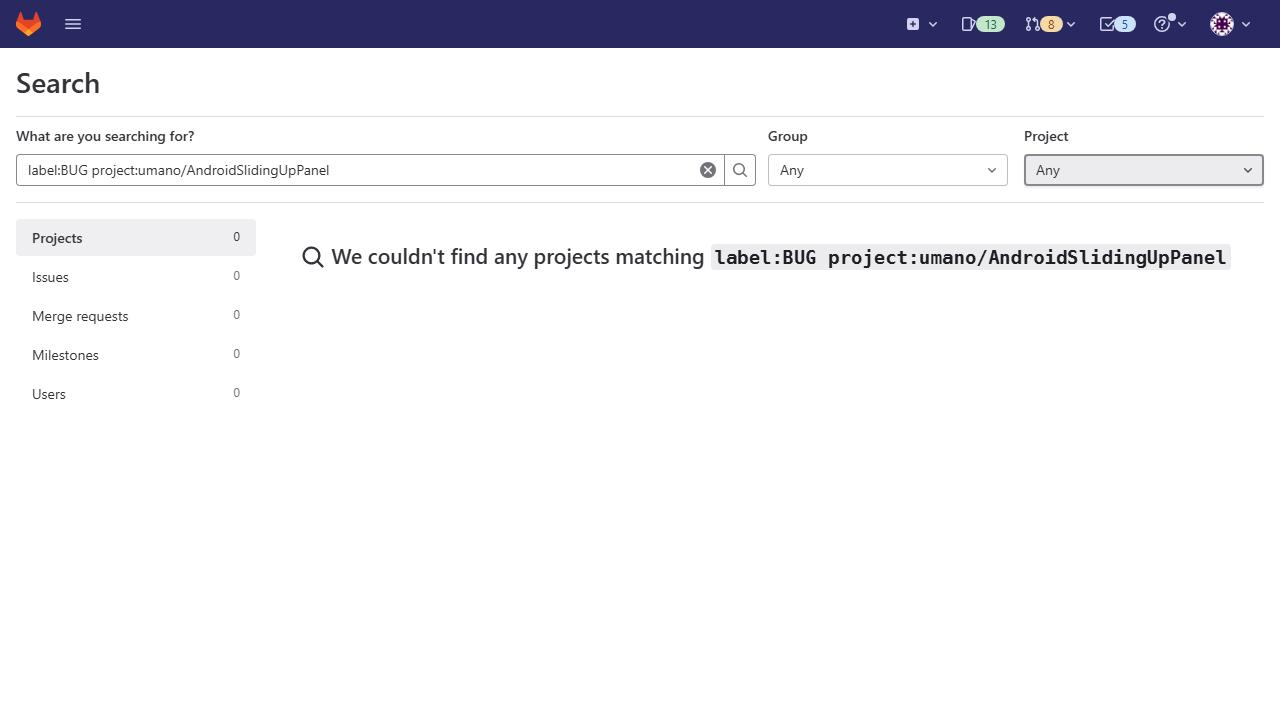 13
8
5
Search
What are you searching for?
Group
Project
label:BUG project:umano/AndroidSlidingUpPanel
Any
Any
Projects 0
We couldn't find any projects matching label:BUG project:umano/AndroidSlidingUpPanel
Issues 0
Merge requests 0
Milestones 0
Users 0